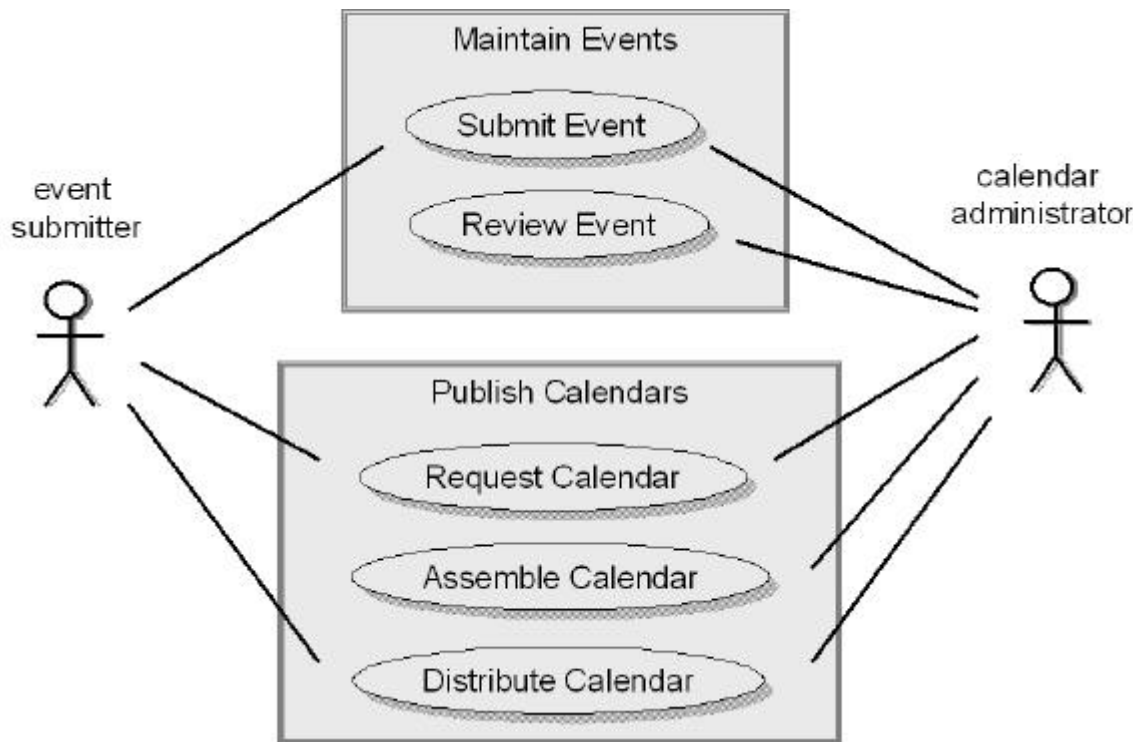 Maintain Events
Submit Event
Review Event
event
submitter
calendar
administrator
Publish Calendars
Request Calendar
Assemble Calendar
Distribute Calendar